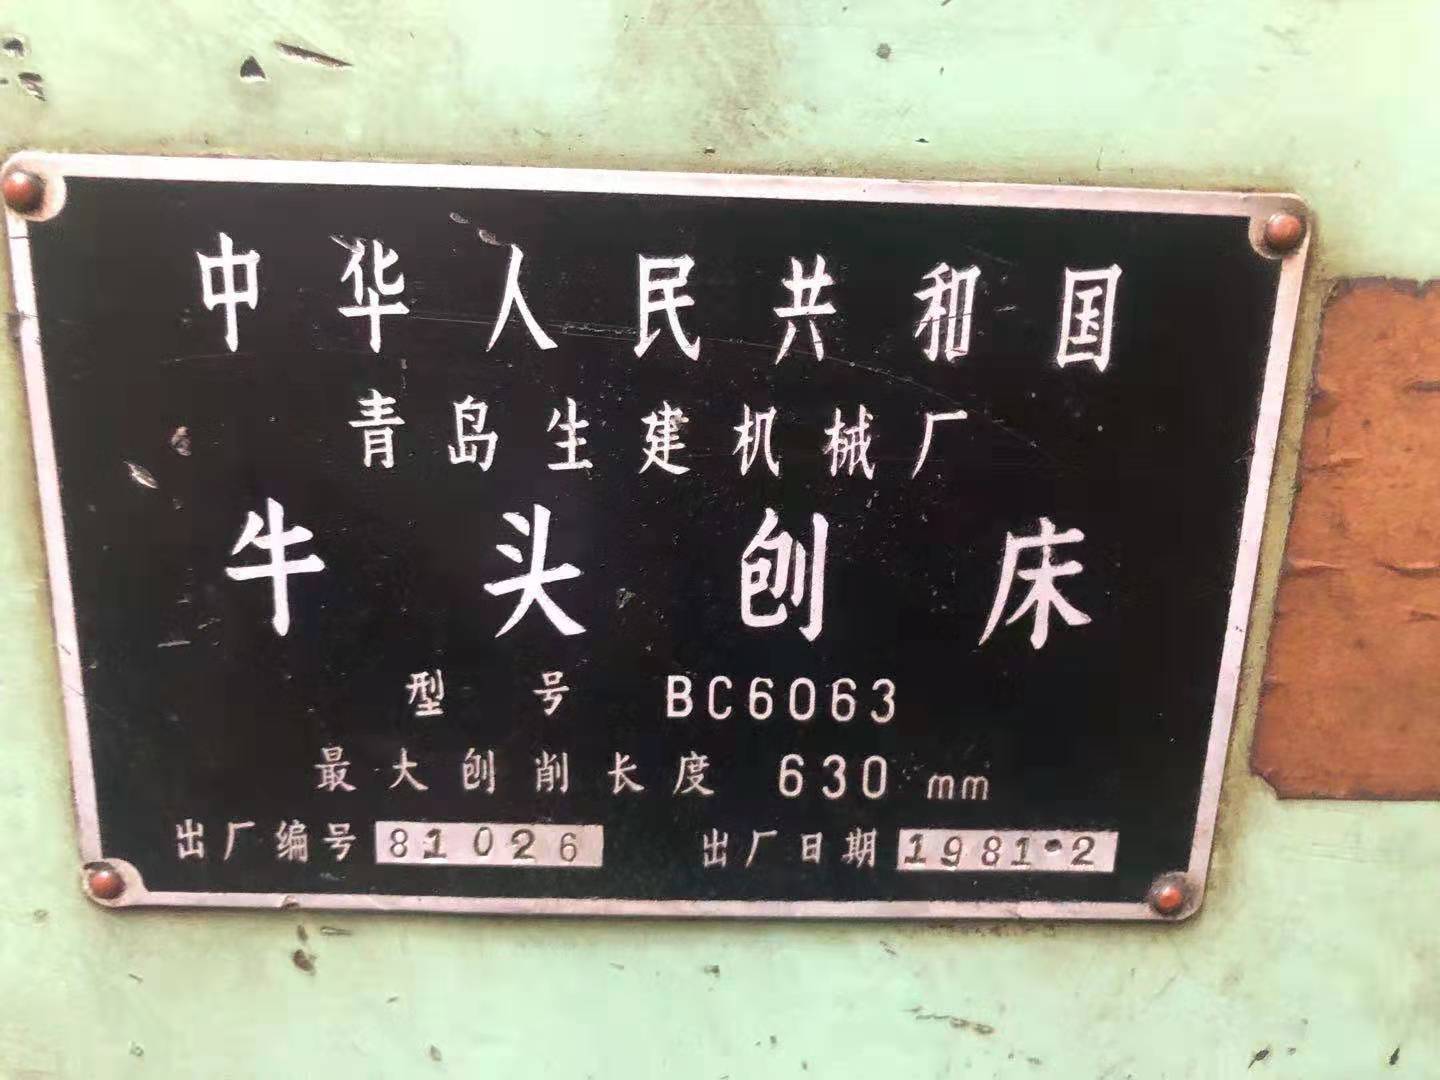 中华人民共和国
青岛生建机械厂
牛头刨床
型号 BC6063
最大刨削长度 630 mm
出厂编号 81026 出厂日期 1981·2